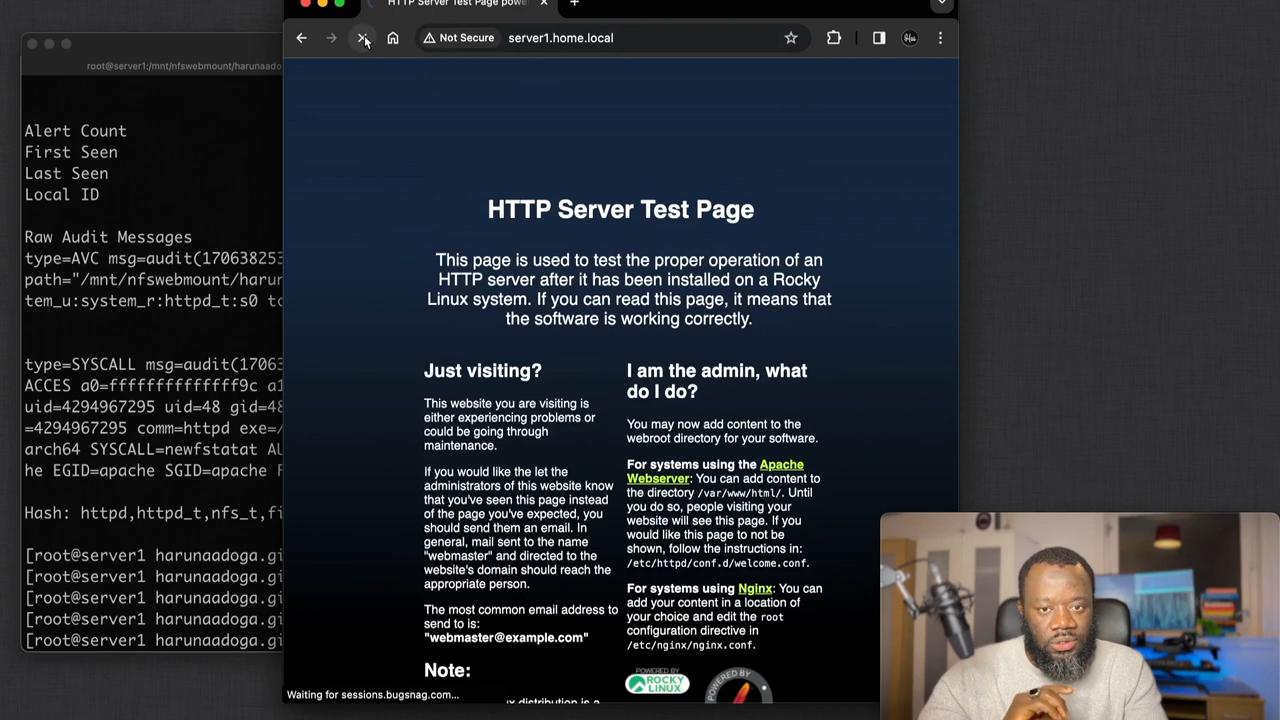 HTTP Server Test Page powe
Not Secure
server1.home.local
root@server1:/mnt/nfswebmount/harunaado
Alert Count
First Seen
Last Seen
Local ID
Raw Audit Messages
type=AVC msg=audit(1706382253
path="/mnt/nfswebmount/harun
tem_u:system_r:httpd_t:s0 tc
type=SYSCALL msg=audit(17063
ACCES a0=ffffffffffffff9c a1
uid=4294967295 uid=48 gid=48
=4294967295 comm=httpd exe=/
arch64 SYSCALL=newfstatat AU
he EGID=apache SGID=apache F
Hash: httpd,httpd_t,nfs_t,fi
[root@server1 harunaadoga.gi
[root@server1 harunaadoga.gi
[root@server1 harunaadoga.gi
[root@server1 harunaadoga.gi
[root@server1 harunaadoga.gi
HTTP Server Test Page
This page is used to test the proper operation of an
HTTP server after it has been installed on a Rocky
Linux system. If you can read this page, it means that
the software is working correctly.
Just visiting?
This website you are visiting is
either experiencing problems or
could be going through
maintenance.
If you would like the let the
administrators of this website know
that you've seen this page instead
of the page you've expected, you
should send them an email. In
general, mail sent to the name
"webmaster" and directed to the
website's domain should reach the
appropriate person.
The most common email address to
send to is:
"webmaster@example.com"
Note:
I am the admin, what
do I do?
You may now add content to the
webroot directory for your software.
For systems using the Apache
Webserver: You can add content to
the directory /var/www/html/. Until
you do so, people visiting your
website will see this page. If you
would like this page to not be
shown, follow the instructions in:
/etc/httpd/conf.d/welcome.conf.
For systems using Nginx: You can
add your content in a location of
your choice and edit the root
configuration directive in
/etc/nginx/nginx.conf.
POWERED BY
ROCKY
LINUX
POWERED BY
Waiting for sessions.bugsnag.com...